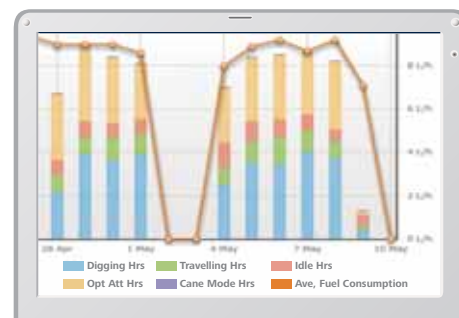 8 L/h
6 L/h
4 L/h
2 L/h
0 L/h
28 Apr 1 May 4 May 7 May 10 May
Digging Hrs Travelling Hrs Idle Hrs
Opt Att Hrs Cane Mode Hrs Ave, Fuel Consumption